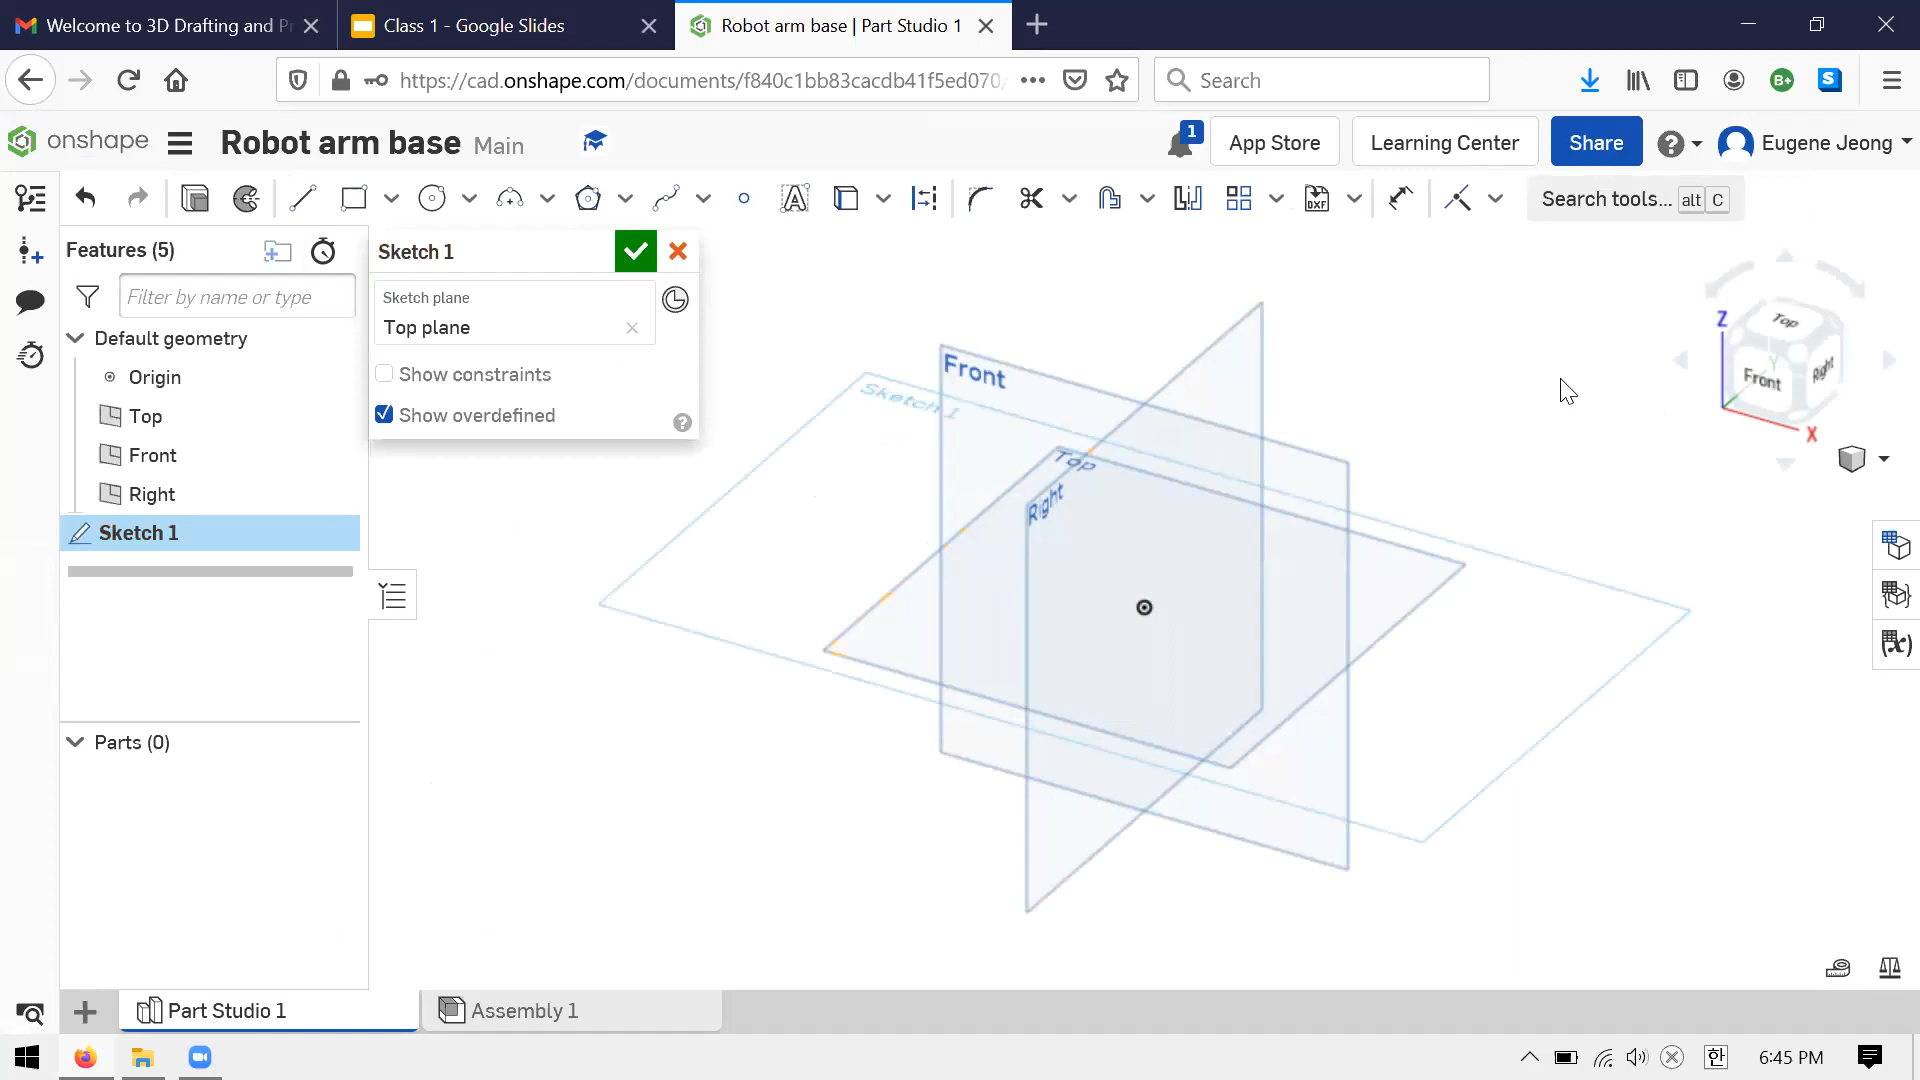 Welcome to 3D Drafting and Pr
Class 1 - Google Slides
Robot arm base | Part Studio 1
https://cad.onshape.com/documents/f840c1bb83cacdb41f5ed070/
Search
B+
S
onshape
Robot arm base
Main
1
App Store
Learning Center
Share
Eugene Jeong
DXF
Search tools... alt C
Features (5)
Filter by name or type
Default geometry
Origin
Top
Front
Right
Sketch 1
Parts (0)
Sketch 1
Sketch plane
Top plane
Show constraints
Show overdefined
Sketch 1
Front
Top
Right
Z
Top
Y
Front
Right
X
(x)
Part Studio 1
Assembly 1
한
6:45 PM